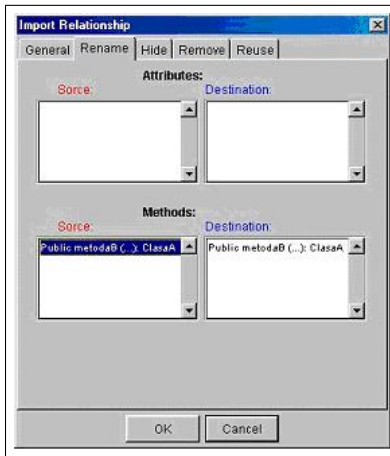 Import Relationship
General Rename Hide Remove Reuse
Attributes:
Sorce: Destination:
Methods:
Sorce: Destination:
Public metodaB (...): ClasaA Public metodaB (...): ClasaA
OK Cancel